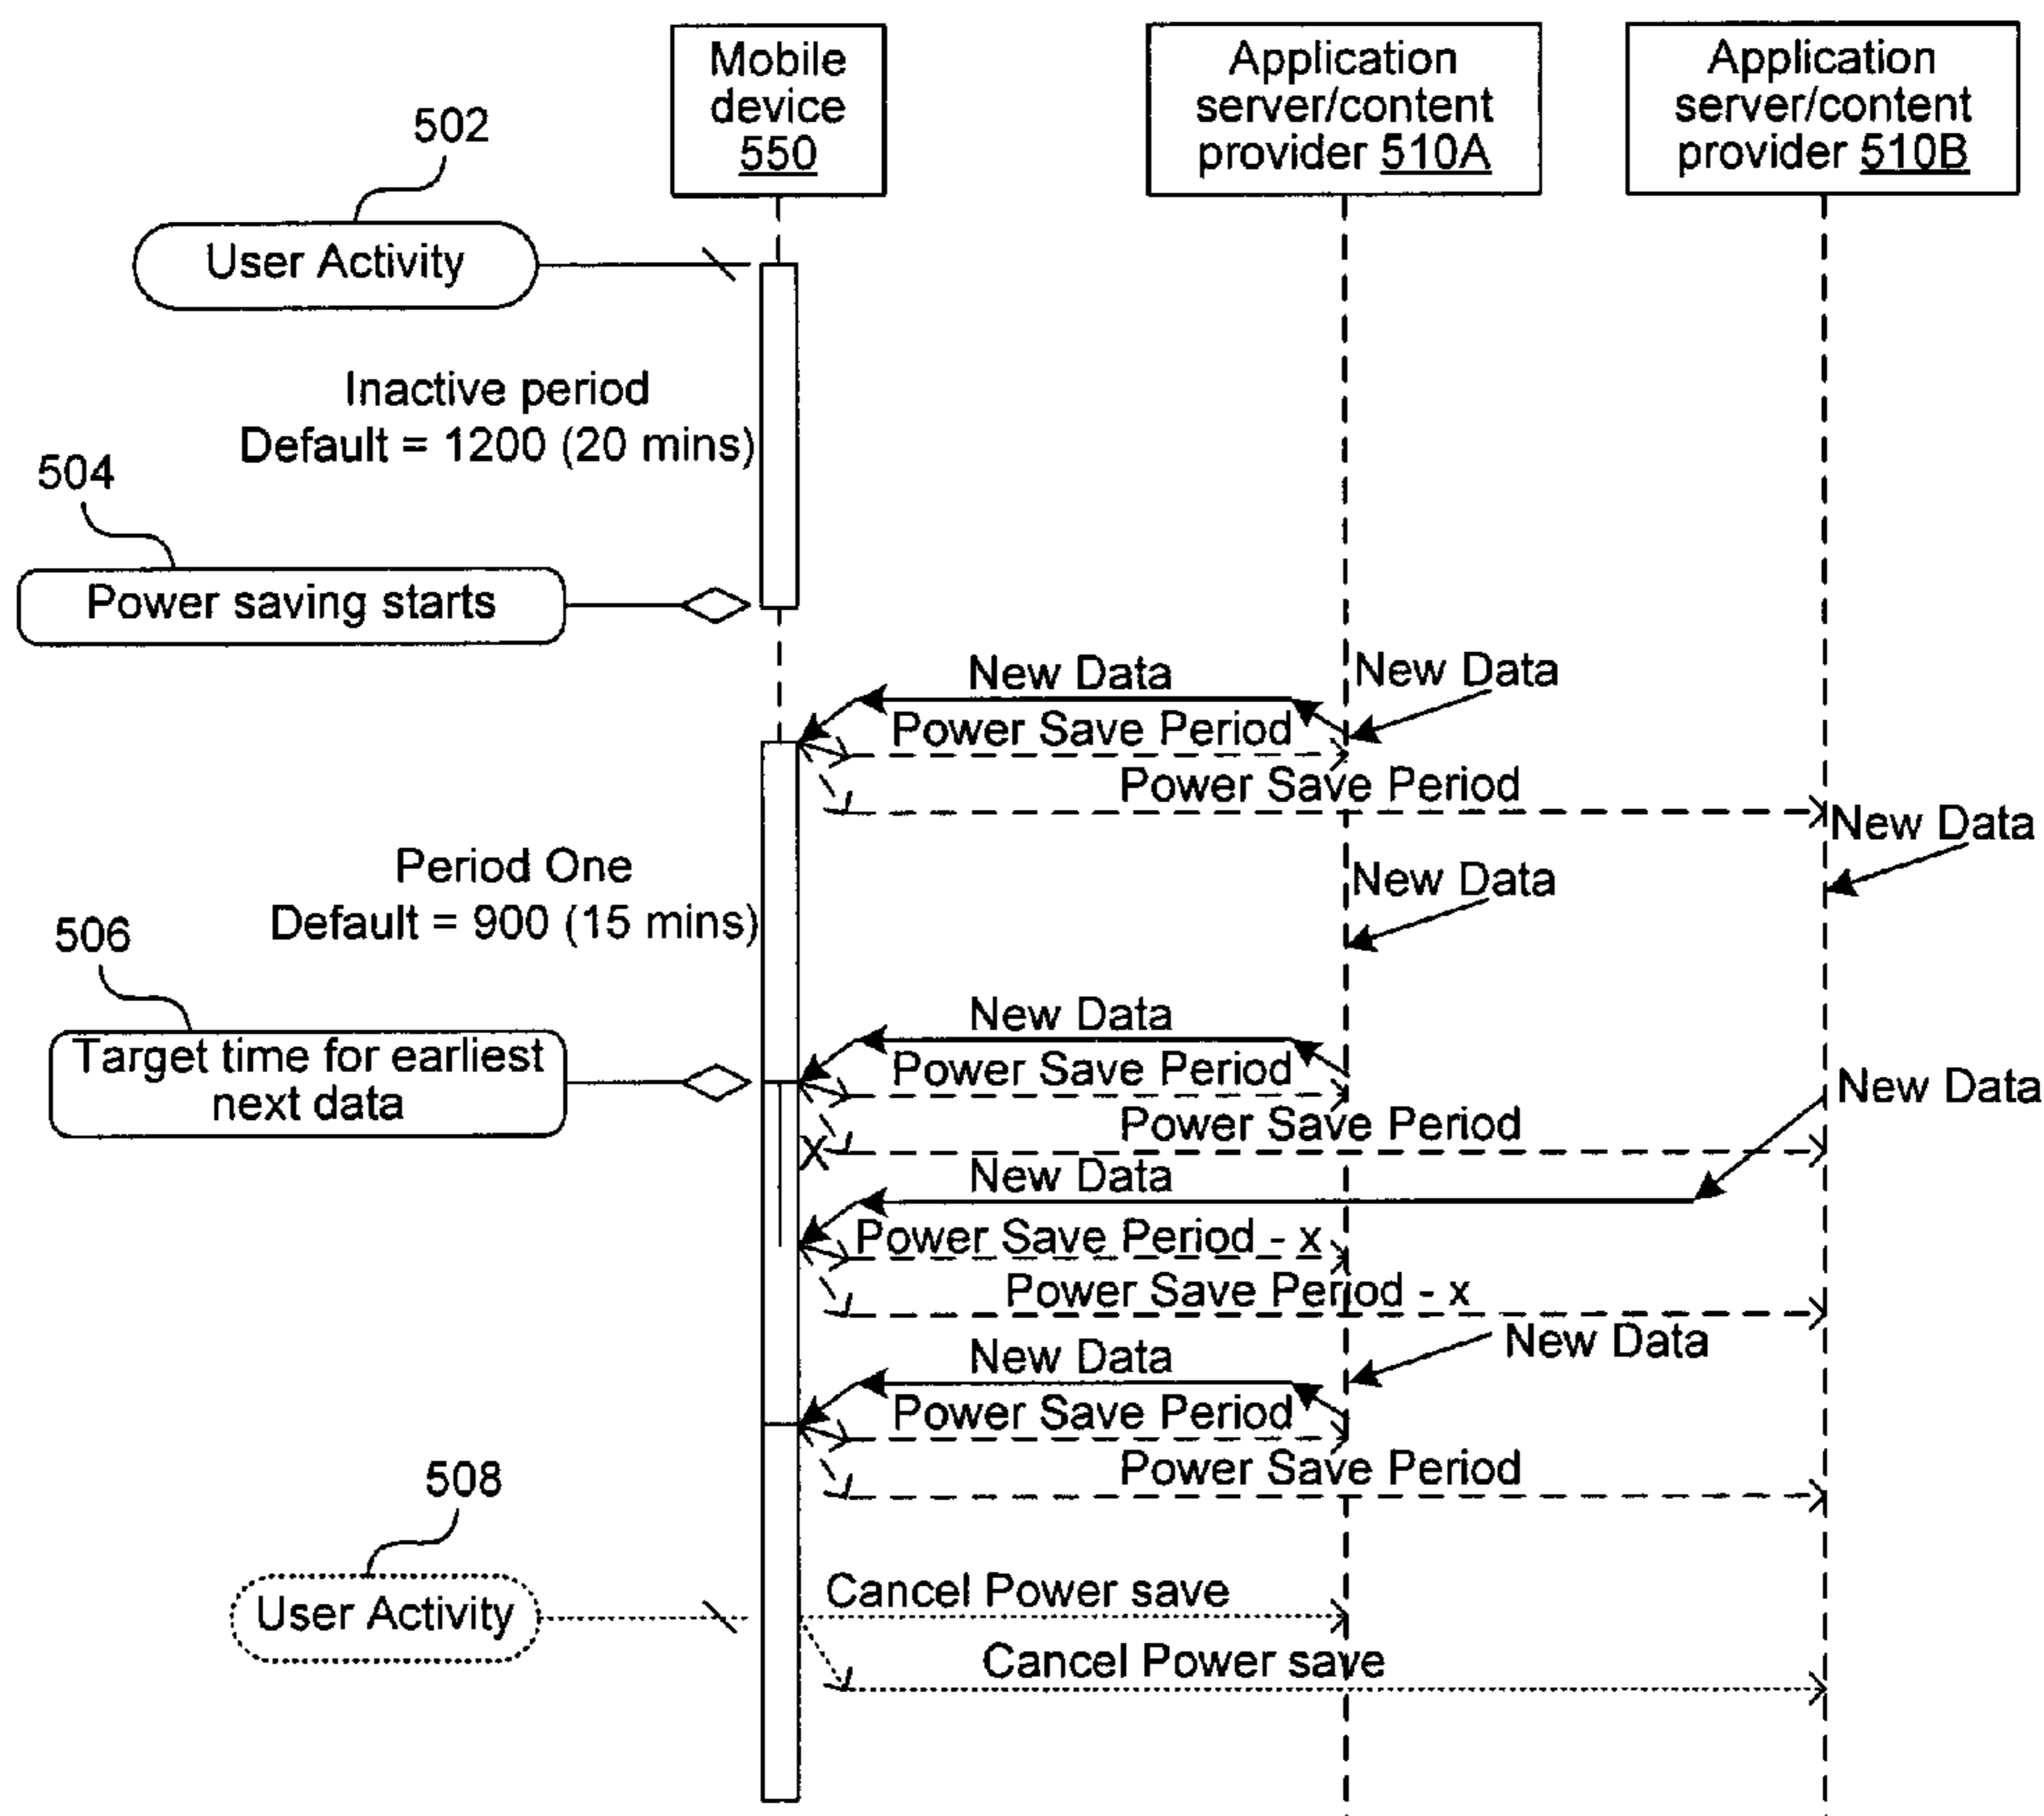 Mobile
device
550
Application
server/content
provider 510A
Application
server/content
provider 510B
502
User Activity
Inactive period
Default = 1200 (20 mins)
504
Power saving starts
New Data
New Data
Power Save Period
Power Save Period
New Data
Period One
Default = 900 (15 mins)
New Data
506
Target time for earliest
next data
New Data
Power Save Period
New Data
Power Save Period
X
New Data
Power Save Period - x
Power Save Period - x
New Data
New Data
Power Save Period
Power Save Period
508
User Activity
Cancel Power save
Cancel Power save